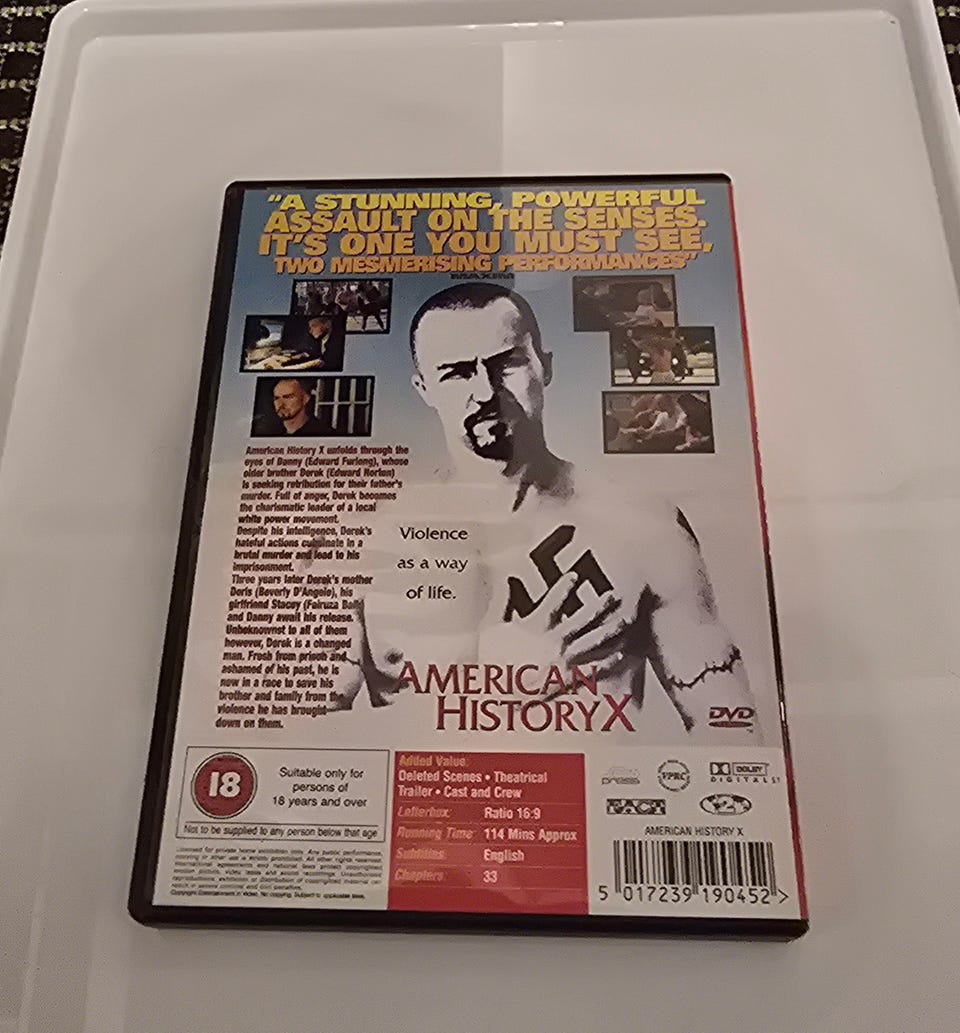 "A STUNNING, POWERFUL
ASSAULT ON THE SENSES.
IT'S ONE YOU MUST SEE,
TWO MESMERISING PERFORMANCES"
American History X unfolds through the
eyes of Danny (Edward Furlong), whose
older brother Derek (Edward Norton)
is seeking retribution for their father's
murder. Full of anger, Derek becomes
the charismatic leader of a local
white power movement.
Despite his intelligence, Derek's
hateful actions culminate in a
brutal murder and lead to his
imprisonment.
Three years later Derek's mother
Doris (Beverly D'Angelo), his
girlfriend Stacey (Fairuza Balk)
and Danny await his release.
Unbeknownst to all of them
however, Derek is a changed
man. Fresh from prison and
ashamed of his past, he is
now in a race to save his
brother and family from the
violence he has brought
down on them.
Violence
as a way
of life.
AMERICAN
HISTORY X
DVD
18
Suitable only for
persons of
18 years and over
Not to be supplied to any person below that age
Added Value:
Deleted Scenes • Theatrical
Trailer • Cast and Crew
Letterbox: Ratio 16:9
Running Time: 114 Mins Approx
Subtitles: English
Chapters: 33
VPRC
DOLBY
DIGITAL
FACT
2
AMERICAN HISTORY X
5 017239 190452 >